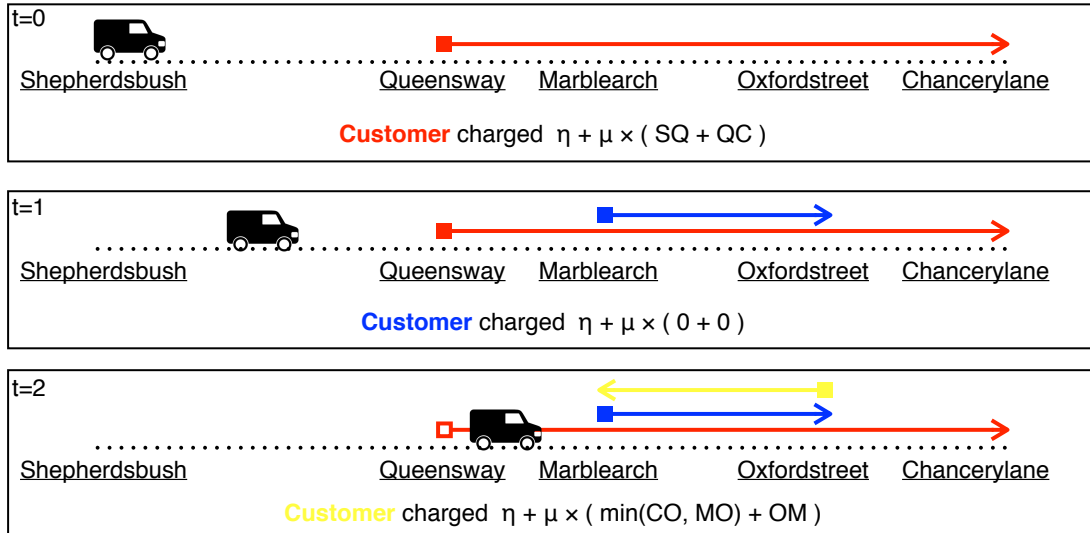 t=0
Shepherdsbush Queensway Marblearch Oxfordstreet Chancerylane
Customer charged η + μ × ( SQ + QC )
t=1
Shepherdsbush Queensway Marblearch Oxfordstreet Chancerylane
Customer charged η + μ × ( 0 + 0 )
t=2
Shepherdsbush Queensway Marblearch Oxfordstreet Chancerylane
Customer charged η + μ × ( min(CO, MO) + OM )